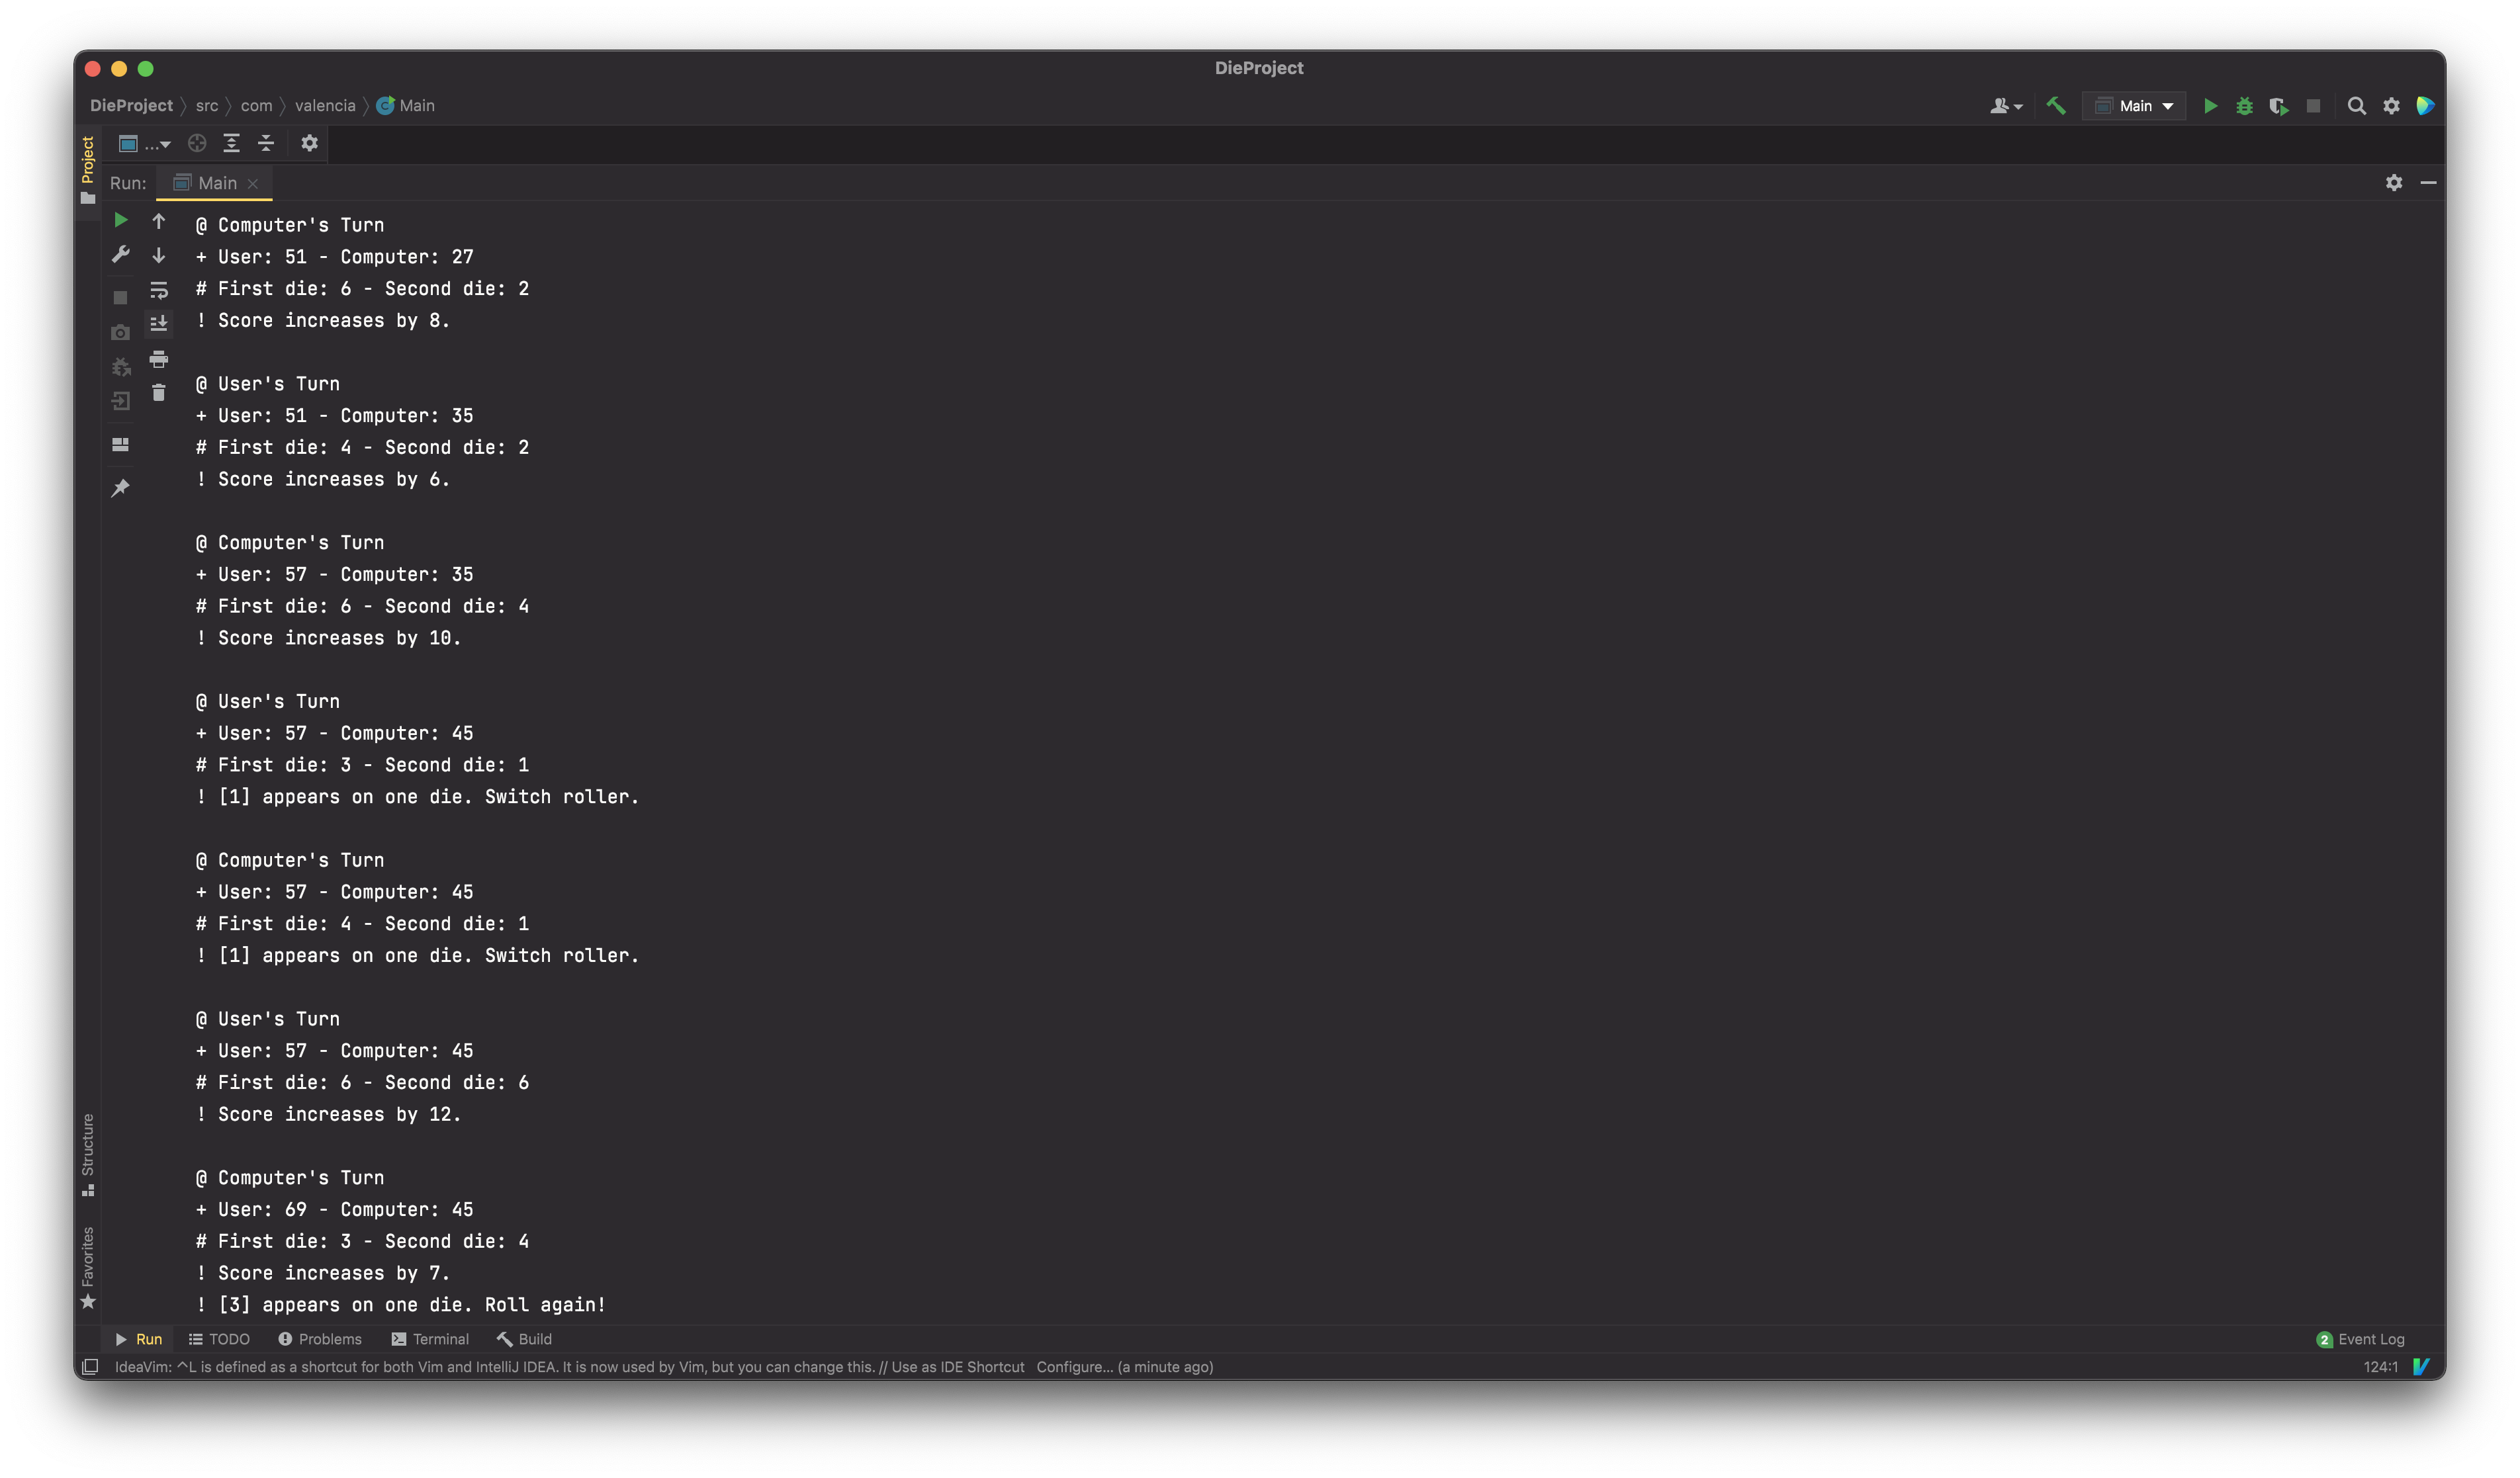 DieProject
DieProject 〉 src 〉 com 〉 valencia 〉 Main
Main
Project
...
Run: Main
@ Computer's Turn
+ User: 51 - Computer: 27
# First die: 6 - Second die: 2
! Score increases by 8.
@ User's Turn
+ User: 51 - Computer: 35
# First die: 4 - Second die: 2
! Score increases by 6.
@ Computer's Turn
+ User: 57 - Computer: 35
# First die: 6 - Second die: 4
! Score increases by 10.
@ User's Turn
+ User: 57 - Computer: 45
# First die: 3 - Second die: 1
! [1] appears on one die. Switch roller.
@ Computer's Turn
+ User: 57 - Computer: 45
# First die: 4 - Second die: 1
! [1] appears on one die. Switch roller.
@ User's Turn
+ User: 57 - Computer: 45
# First die: 6 - Second die: 6
! Score increases by 12.
@ Computer's Turn
+ User: 69 - Computer: 45
# First die: 3 - Second die: 4
! Score increases by 7.
! [3] appears on one die. Roll again!
Structure
Favorites
Run TODO Problems Terminal Build
2 Event Log
IdeaVim: ^L is defined as a shortcut for both Vim and IntelliJ IDEA. It is now used by Vim, but you can change this. // Use as IDE Shortcut Configure... (a minute ago)
124:1